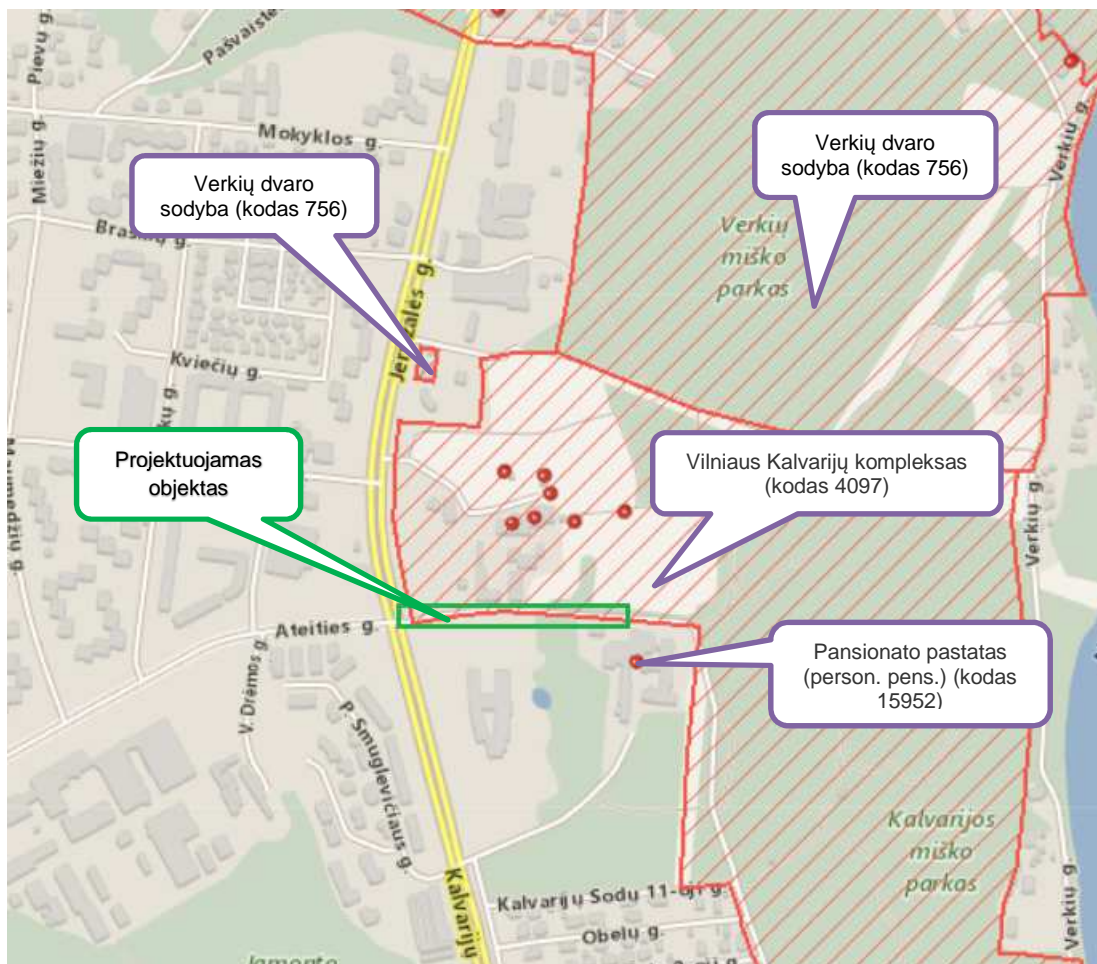 Pievų g.
Pašvaistės
Miežių g.
Mokyklos g.
Verkių g.
Verkių dvaro
sodyba (kodas 756)
Verkių dvaro
sodyba (kodas 756)
Verkių
miško
parkas
g.
Kviečių g.
Projektuojamas
objektas
Vilniaus Kalvarijų kompleksas
(kodas 4097)
Verkių g.
Ateities g.
Pansionato pastatas
(person. pens.) (kodas
15952)
V. Drėmos g.
P. Smuglevičiaus g.
Kalvarijos
miško
parkas
Kalvarijų
Kalvarijų Sodų 11-oji g.
Obelų g.
Verkių g.